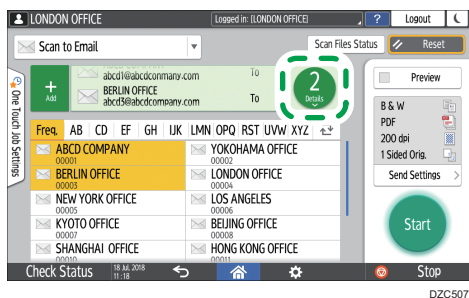 LONDON OFFICE
Logged in: [LONDON OFFICE]
?
Logout
Scan to Email
Scan Files Status
Reset
One Touch Job Settings
+
Add
abcd1@abcdconmany.com
To
BERLIN OFFICE
abcd3@abcdcompany.com
To
2
Details
Preview
B & W
PDF
200 dpi
1 Sided Orig.
Send Settings
Start
Freq.
AB
CD
EF
GH
IJK
LMN
OPQ
RST
UVW
XYZ
ABCD COMPANY
00001
YOKOHAMA OFFICE
00002
BERLIN OFFICE
00003
LONDON OFFICE
00004
NEW YORK OFFICE
00005
LOS ANGELES
00006
KYOTO OFFICE
00007
BEIJING OFFICE
00008
SHANGHAI OFFICE
HONG KONG OFFICE
Check Status
18 Jul. 2018
11:18
Stop
DZC507